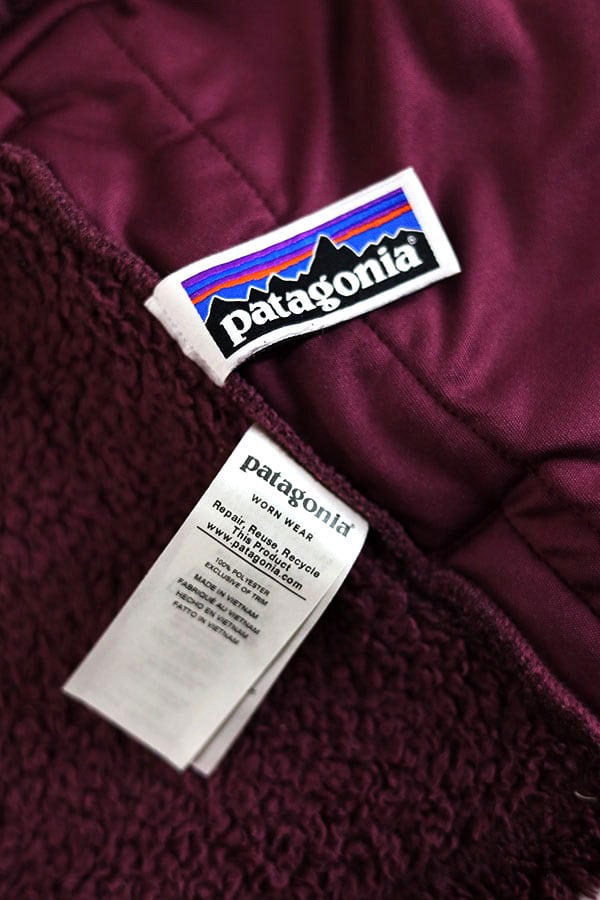 patagonia®
patagonia®
WORN WEAR
Repair, Reuse, Recycle
This Product
www.patagonia.com
100% POLYESTER
EXCLUSIVE OF TRIM
MADE IN VIETNAM
FABRIQUÉ AU VIETNAM
HECHO EN VIETNAM
FATTO IN VIETNAM